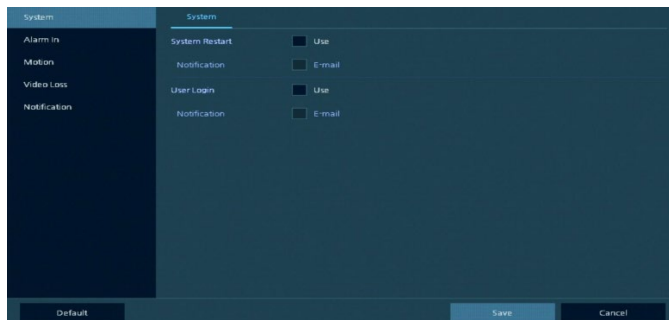 System
Alarm In
Motion
Video Loss
Notification
System
System Restart Use
Notification E-mail
User Login Use
Notification E-mail
Default Save Cancel